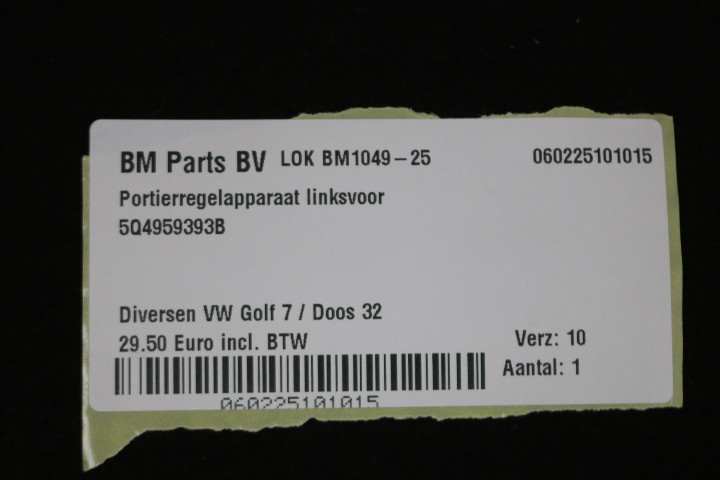 BM Parts BV LOK BM1049-25 060225101015
Portierregelapparaat linksvoor
5Q4959393B
Diversen VW Golf 7 / Doos 32
29.50 Euro incl. BTW Verz: 10
Aantal: 1
060225101015